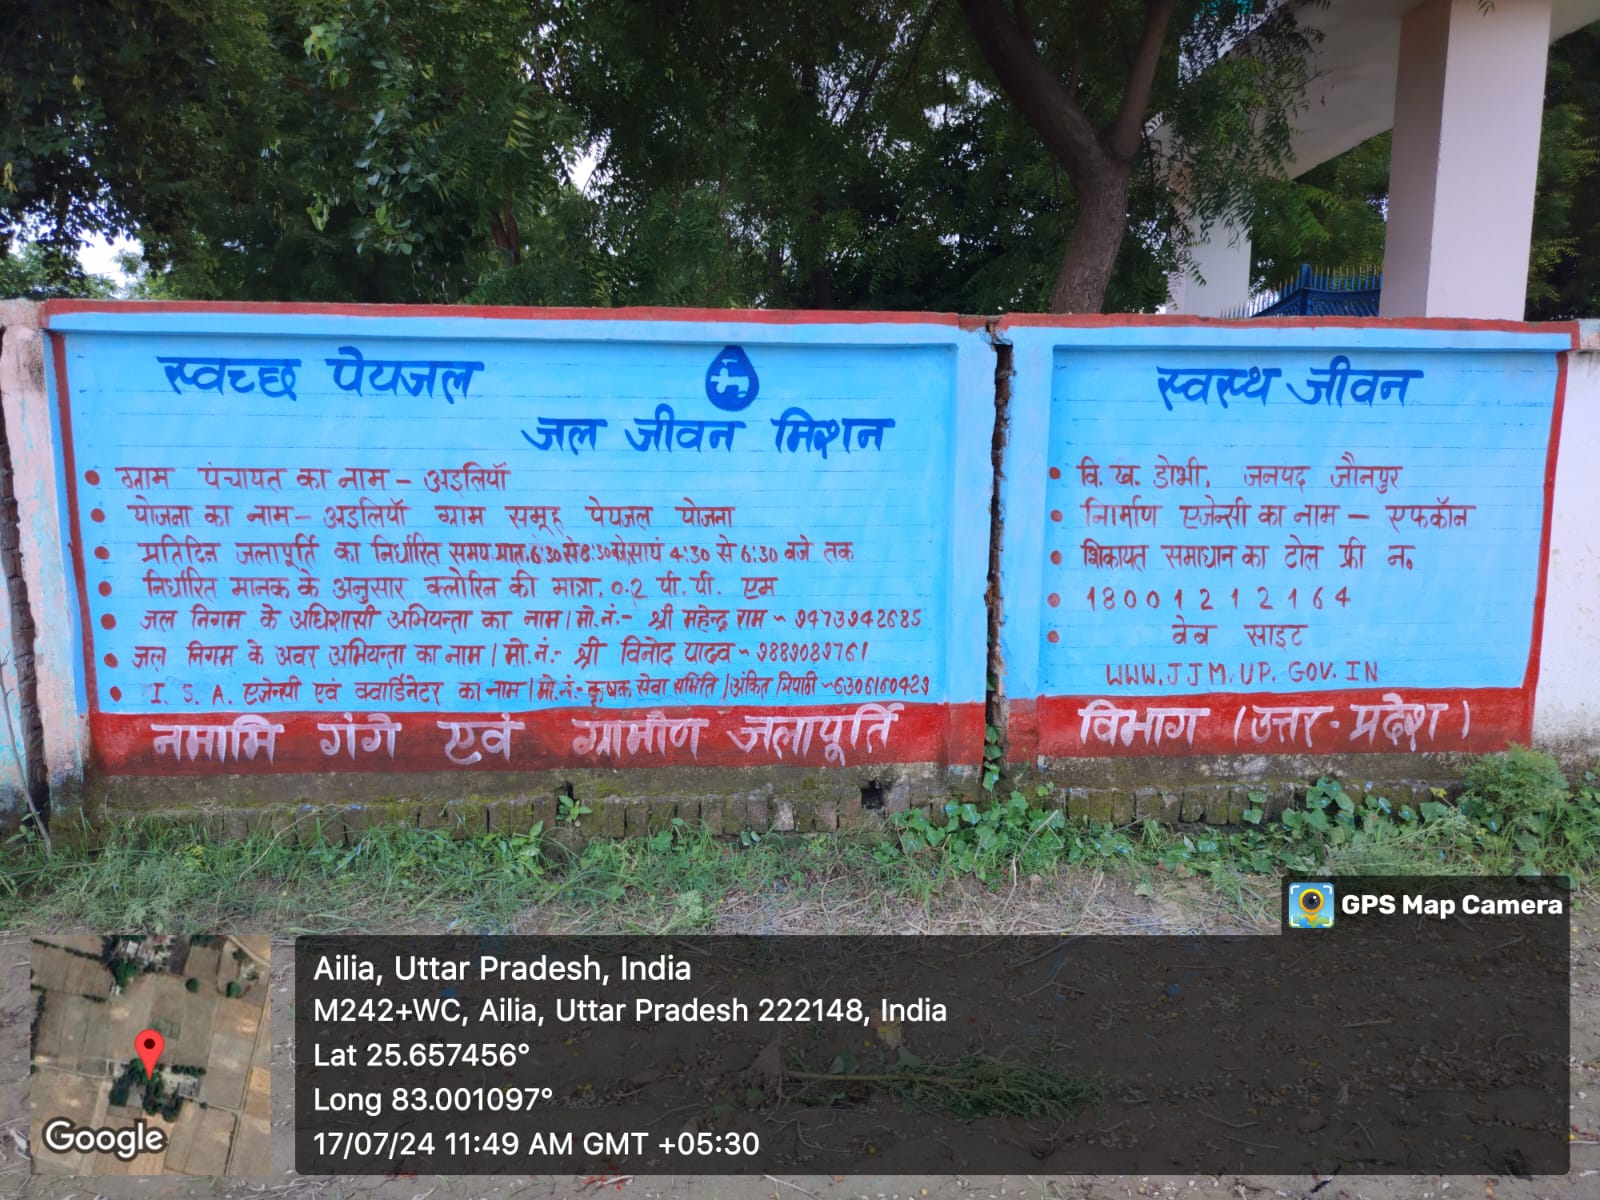 स्वच्छ पेयजल
जल जीवन मिशन
• ग्राम पंचायत का नाम - अइलियाॅ
• योजना का नाम - अइलियाॅ ग्राम समूह पेयजल योजना
• प्रतिदिन जलापूर्ति का निर्धारित समय प्रात. 6:30 से 8:30 से सायं 4:30 से 6:30 बजे तक
• निर्धारित मानक के अनुसार क्लोरिन की मात्रा. 0.2 पी. पी. एम
• जल निगम के अधिशासी अभियन्ता का नाम / मो.नं.- श्री महेन्द्र राम ~ 9473942685
• जल निगम के अवर अभियन्ता का नाम / मो.नं.- श्री विनोद यादव ~ 9889089761
• I. S. A. एजेन्सी एवं क्वार्डिनेटर का नाम / मो.नं.- कृषक सेवा समिति / अंकित त्रिपाठी ~ 6306160429
नमामि गंगे एवं ग्रामीण जलापूर्ति
स्वस्थ जीवन
• वि. ख. डोभी, जनपद जौनपुर
• निार्माण एजेन्सी का नाम - एफकॉन
• शिकायत समाधान का टोल फ्री न.
• 18001212164
• वेब साइट
WWW.JJM.UP.GOV.IN
विभाग (उत्तर-प्रदेश)
GPS Map Camera
Ailia, Uttar Pradesh, India
M242+WC, Ailia, Uttar Pradesh 222148, India
Lat 25.657456°
Long 83.001097°
17/07/24 11:49 AM GMT +05:30
Google